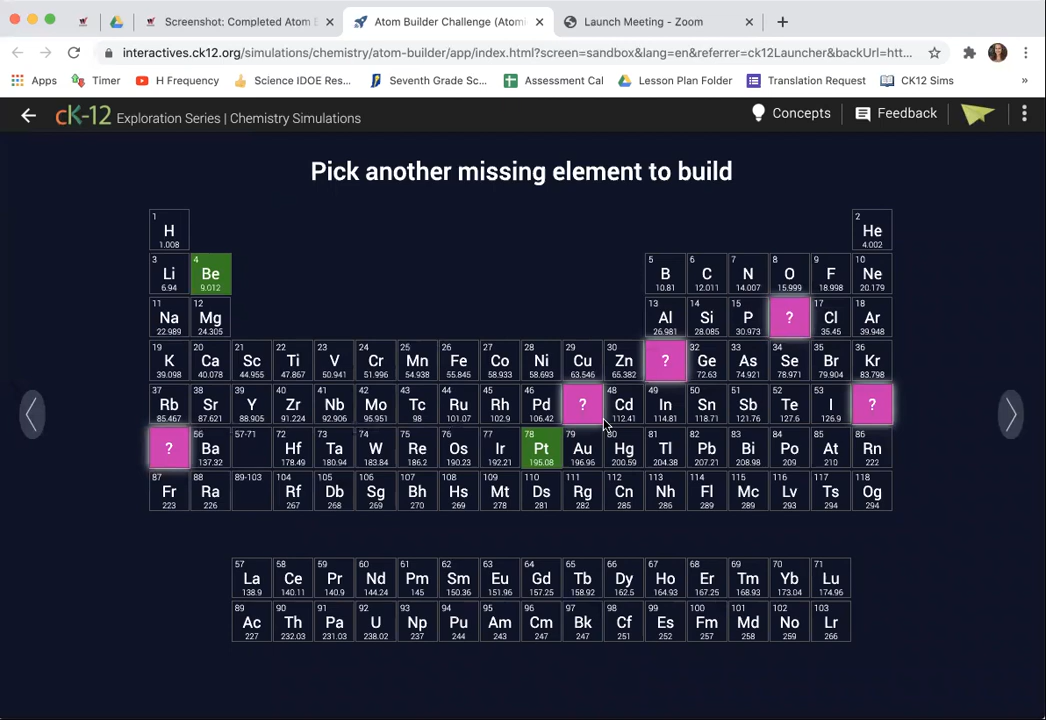 Screenshot: Completed Atom B
Atom Builder Challenge (Atomi
Launch Meeting - Zoom
interactives.ck12.org/simulations/chemistry/atom-builder/app/index.html?screen=sandbox&lang=en&referrer=ck12Launcher&backUrl=htt...
Apps Timer H Frequency Science IDOE Res... Seventh Grade Sc... Assessment Cal Lesson Plan Folder Translation Request CK12 Sims »
cK-12 Exploration Series | Chemistry Simulations Concepts Feedback
Pick another missing element to build
1 2
H He
1.008 4.002
3 4 5 6 7 8 9 10
Li Be B C N O F Ne
6.94 9.012 10.81 12.011 14.007 15.999 18.998 20.179
11 12 13 14 15 17 18
Na Mg Al Si P ? Cl Ar
22.989 24.305 26.981 28.085 30.973 35.45 39.948
19 20 21 22 23 24 25 26 27 28 29 30 32 33 34 35 36
K Ca Sc Ti V Cr Mn Fe Co Ni Cu Zn ? Ge As Se Br Kr
39.098 40.078 44.955 47.867 50.941 51.996 54.938 55.845 58.933 58.693 63.546 65.382 72.63 74.921 78.971 79.904 83.798
37 38 39 40 41 42 43 44 45 46 48 49 50 51 52 53
Rb Sr Y Zr Nb Mo Tc Ru Rh Pd ? Cd In Sn Sb Te I ?
85.467 87.621 88.905 91.224 92.906 95.951 98 101.07 102.9 106.42 112.41 114.81 118.71 121.76 127.6 126.9
56 57-71 72 73 74 75 76 77 78 79 80 81 82 83 84 85 86
? Ba Hf Ta W Re Os Ir Pt Au Hg Tl Pb Bi Po At Rn
137.32 178.49 180.94 183.84 186.2 190.23 192.21 195.08 196.96 200.59 204.38 207.21 208.98 209 210 222
87 88 89-103 104 105 106 107 108 109 110 111 112 113 114 115 116 117 118
Fr Ra Rf Db Sg Bh Hs Mt Ds Rg Cn Nh Fl Mc Lv Ts Og
223 226 267 268 269 270 269 278 281 282 285 286 289 289 293 294 294
57 58 59 60 61 62 63 64 65 66 67 68 69 70 71
La Ce Pr Nd Pm Sm Eu Gd Tb Dy Ho Er Tm Yb Lu
138.9 140.11 140.9 144.24 145 150.36 151.96 157.25 158.92 162.5 164.93 167.25 168.93 173.04 174.96
89 90 91 92 93 94 95 96 97 98 99 100 101 102 103
Ac Th Pa U Np Pu Am Cm Bk Cf Es Fm Md No Lr
227 232.03 231.03 238.02 237 244 243 247 247 251 252 257 258 259 266